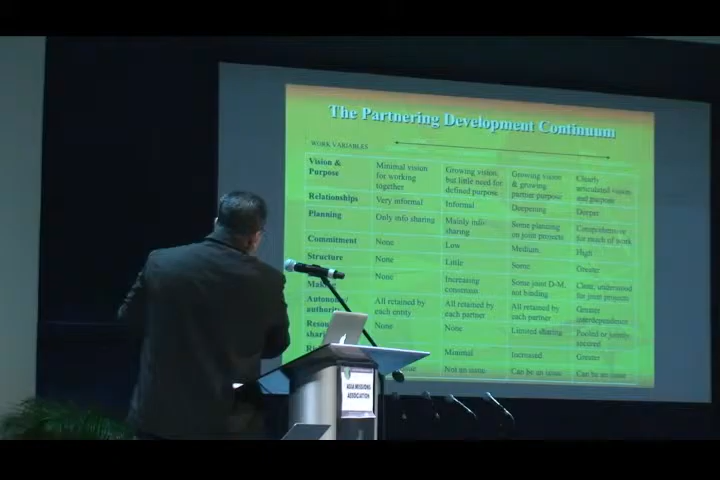 The Partnering Development Continuum
WORK VARIABLES
Vision & Purpose
Minimal vision for working together
Growing vision, but little need for defined purpose
Growing vision & growing partner purpose
Clearly articulated vision and purpose
Relationships
Very informal
Informal
Deepening
Deeper
Planning
Only info sharing
Mainly info sharing
Some planning on joint projects
Comprehensive for much of work
Commitment
None
Low
Medium
High
Structure
None
Little
Some
Greater
None
Increasing consensus
Some joint D-M, not binding
Clear, understood for joint projects
authority
All retained by each entity
All retained by each partner
All retained by each partner
Greater interdependence
None
None
Limited sharing
Pooled or jointly secured
Minimal
Increased
Greater
Not an issue
Can be an issue
Can be an issue
ASIA MISSIONS
ASSOCIATION